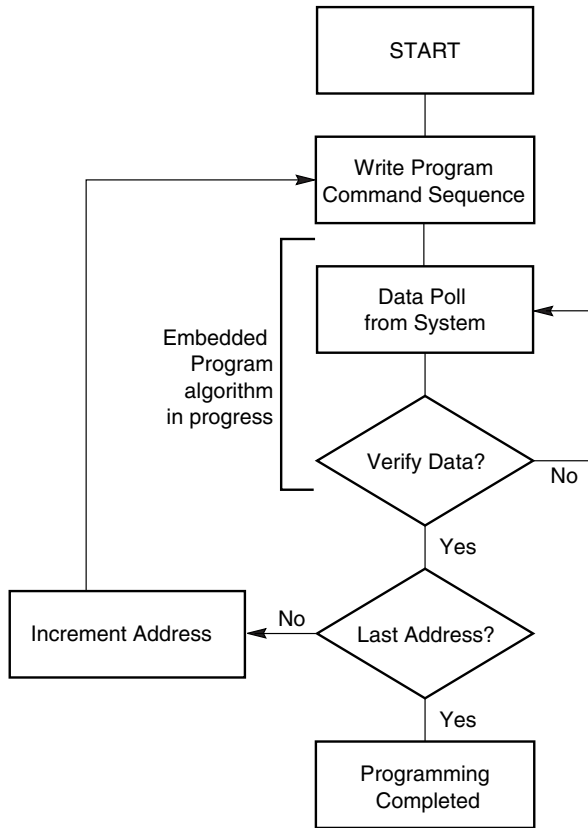 START
Write Program
Command Sequence
Data Poll
from System
Embedded
Program
algorithm
in progress
Verify Data?
No
Yes
Last Address?
No
Increment Address
Yes
Programming
Completed